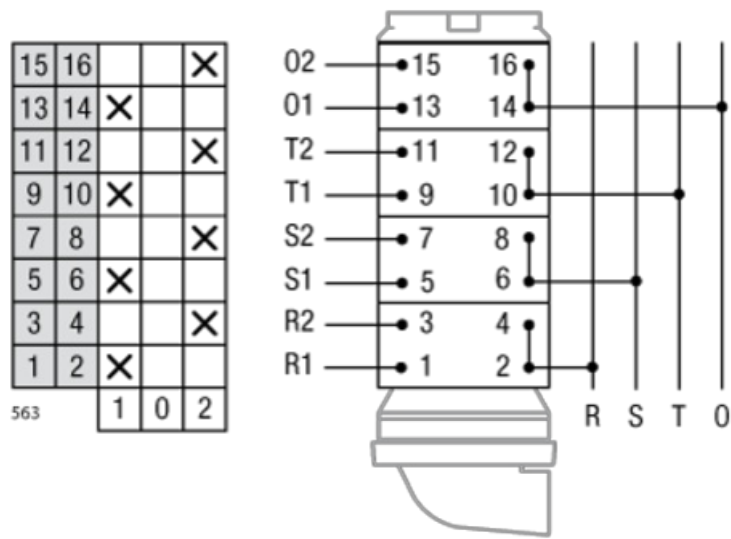 15 16 X O2 15 16
13 14 X O1 13 14
11 12 X T2 11 12
9 10 X T1 9 10
7 8 X S2 7 8
5 6 X S1 5 6
3 4 X R2 3 4
1 2 X R1 1 2
563 1 0 2 R S T O